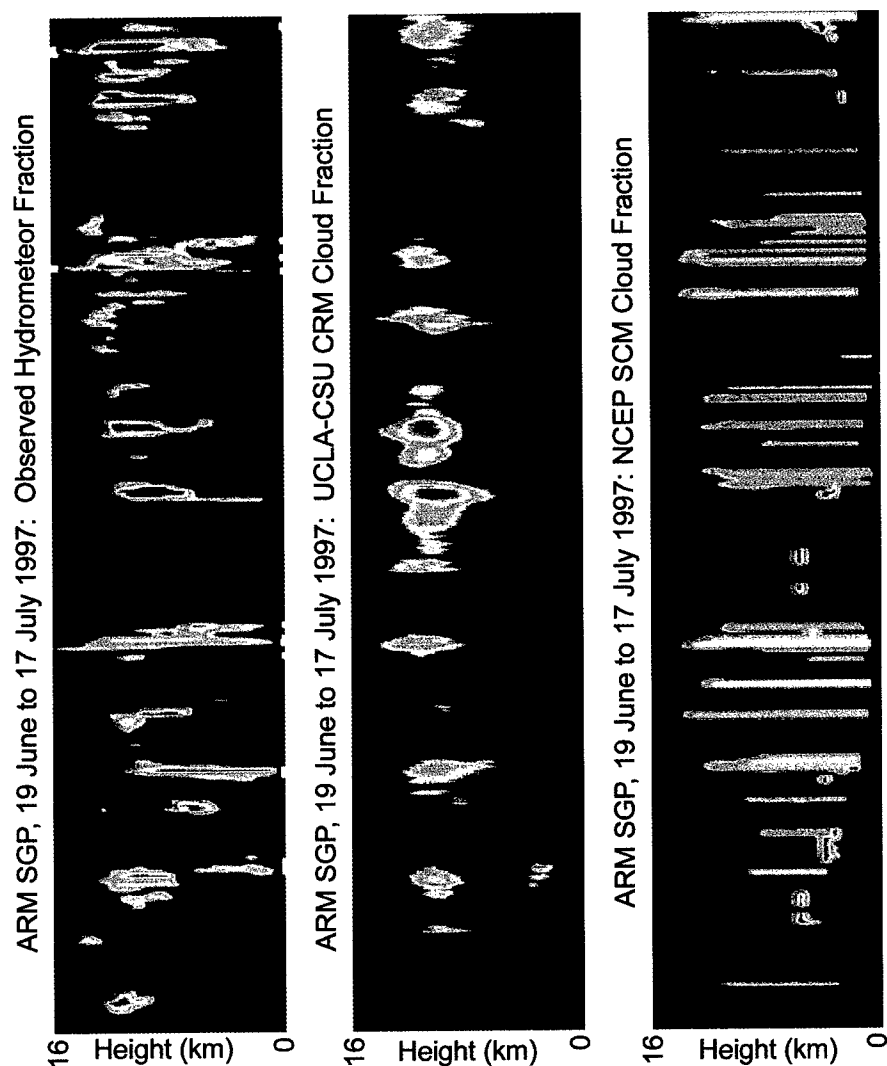 ARM SGP, 19 June to 17 July 1997: Observed Hydrometeor Fraction
16
Height (km)
0
ARM SGP, 19 June to 17 July 1997: UCLA-CSU CRM Cloud Fraction
16
Height (km)
0
ARM SGP, 19 June to 17 July 1997: NCEP SCM Cloud Fraction
16
Height (km)
0